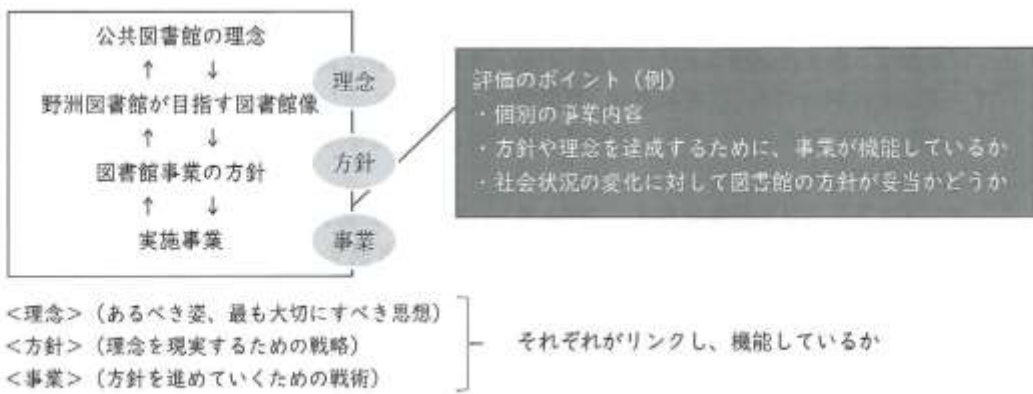 公共図書館の理念
↑ ↓
野洲図書館が目指す図書館像
↑ ↓
図書館事業の方針
↑ ↓
実施事業
理念
方針
事業
評価のポイント（例）
・個別の事業内容
・方針や理念を達成するために、事業が機能しているか
・社会状況の変化に対して図書館の方針が妥当かどうか
＜理念＞（あるべき姿、最も大切にすべき思想）
＜方針＞（理念を現実するための戦略）
＜事業＞（方針を進めていくための戦術）
それぞれがリンクし、機能しているか